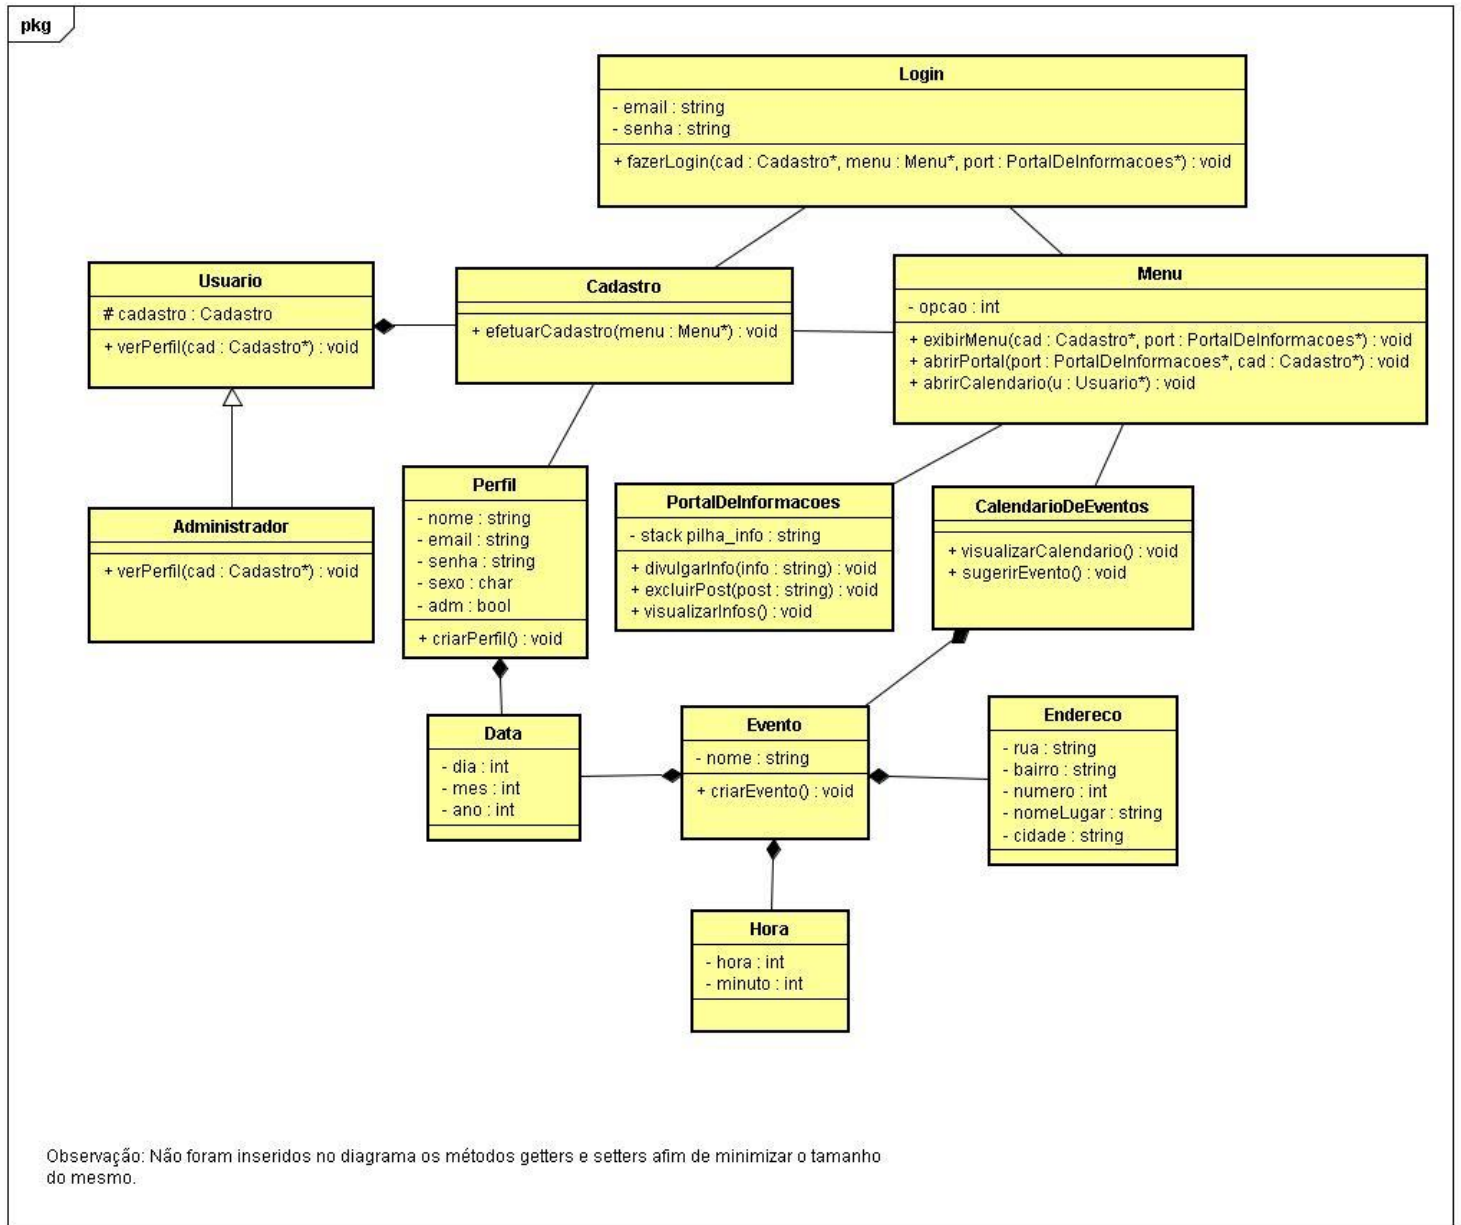 pkg
Login
- email : string
- senha : string
+ fazerLogin(cad : Cadastro*, menu : Menu*, port : PortalDeInformacoes*) : void
Usuario
# cadastro : Cadastro
+ verPerfil(cad : Cadastro*) : void
Cadastro
+ efetuarCadastro(menu : Menu*) : void
Menu
- opcao : int
+ exibirMenu(cad : Cadastro*, port : PortalDeInformacoes*) : void
+ abrirPortal(port : PortalDeInformacoes*, cad : Cadastro*) : void
+ abrirCalendario(u : Usuario*) : void
Administrador
+ verPerfil(cad : Cadastro*) : void
Perfil
- nome : string
- email : string
- senha : string
- sexo : char
- adm : bool
+ criarPerfil() : void
PortalDeInformacoes
- stack pilha_info : string
+ divulgarInfo(info : string) : void
+ excluirPost(post : string) : void
+ visualizarInfos() : void
CalendarioDeEventos
+ visualizarCalendario() : void
+ sugerirEvento() : void
Data
- dia : int
- mes : int
- ano : int
Evento
- nome : string
+ criarEvento() : void
Endereco
- rua : string
- bairro : string
- numero : int
- nomeLugar : string
- cidade : string
Hora
- hora : int
- minuto : int
Observação: Não foram inseridos no diagrama os métodos getters e setters afim de minimizar o tamanho
do mesmo.